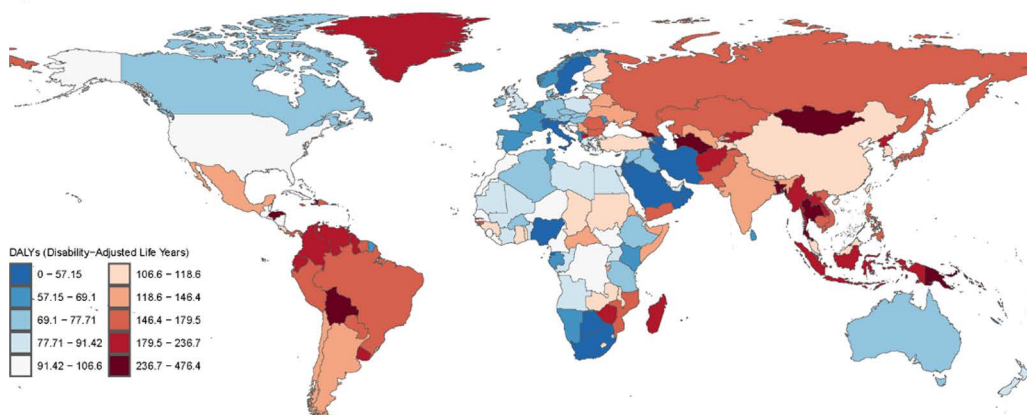 DALYs (Disability-Adjusted Life Years)
0 – 57.15
57.15 – 69.1
69.1 – 77.71
77.71 – 91.42
91.42 – 106.6
106.6 – 118.6
118.6 – 146.4
146.4 – 179.5
179.5 – 236.7
236.7 – 476.4